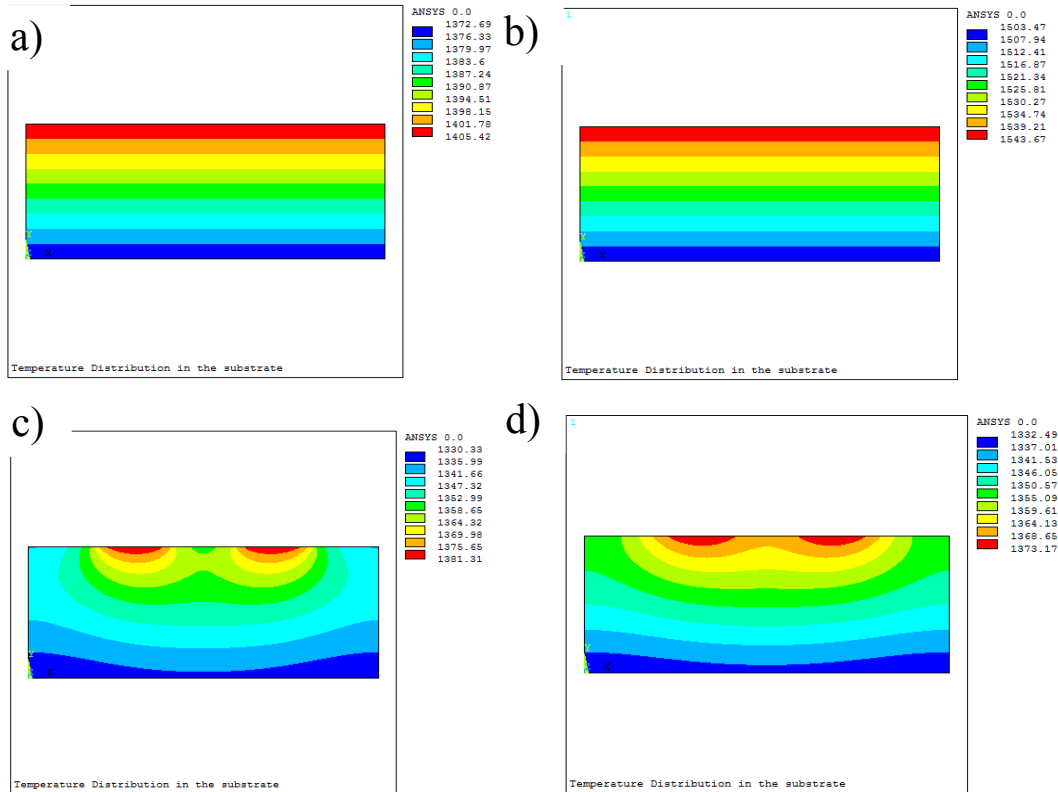 a)
ANSYS 0.0
1372.69
1376.33
1379.97
1383.6
1387.24
1390.87
1394.51
1398.15
1401.78
1405.42
Y
Z X
Temperature Distribution in the substrate
b)
1
ANSYS 0.0
1503.47
1507.94
1512.41
1516.87
1521.34
1525.81
1530.27
1534.74
1539.21
1543.67
Y
Z X
Temperature Distribution in the substrate
c)
ANSYS 0.0
1330.33
1335.99
1341.66
1347.32
1352.99
1358.65
1364.32
1369.98
1375.65
1381.31
Y
Z X
Temperature Distribution in the substrate
d)
1
ANSYS 0.0
1332.49
1337.01
1341.53
1346.05
1350.57
1355.09
1359.61
1364.13
1368.65
1373.17
Y
Z X
Temperature Distribution in the substrate